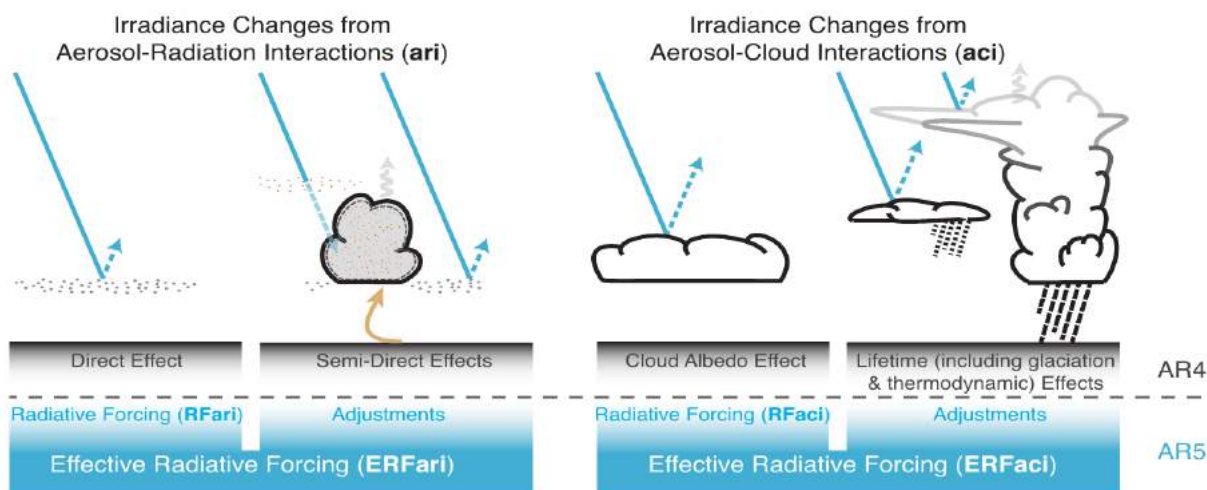 Irradiance Changes from
Aerosol-Radiation Interactions (ari)
Irradiance Changes from
Aerosol-Cloud Interactions (aci)
Direct Effect
Semi-Direct Effects
Cloud Albedo Effect
Lifetime (including glaciation
& thermodynamic) Effects
AR4
Radiative Forcing (RFari)
Adjustments
Radiative Forcing (RFaci)
Adjustments
Effective Radiative Forcing (ERFari)
Effective Radiative Forcing (ERFaci)
AR5